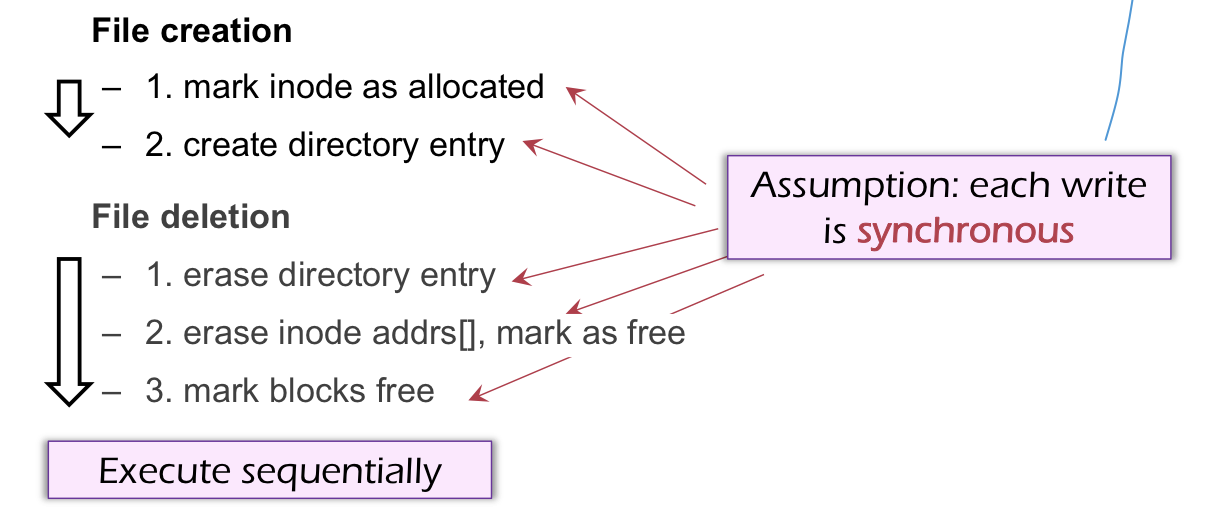 File creation
– 1. mark inode as allocated
– 2. create directory entry
Assumption: each write
is synchronous
File deletion
– 1. erase directory entry
– 2. erase inode addrs[], mark as free
– 3. mark blocks free
Execute sequentially